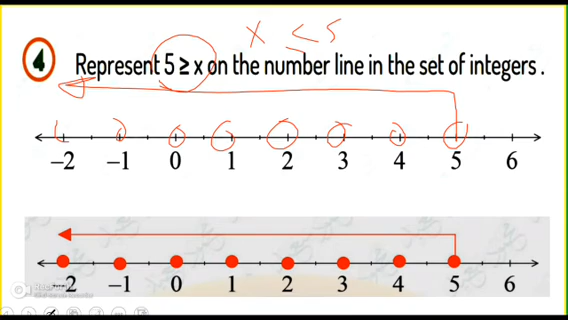 x ≤ 5
4 Represent 5 ≥ x on the number line in the set of integers .
-2 -1 0 1 2 3 4 5 6
-2 -1 0 1 2 3 4 5 6